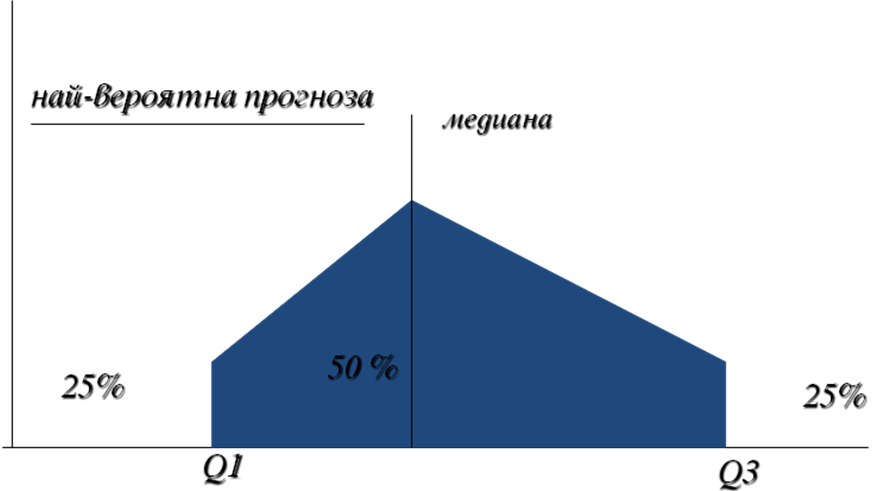 най-вероятна прогноза
медиана
50 %
25%
25%
Q1
Q3